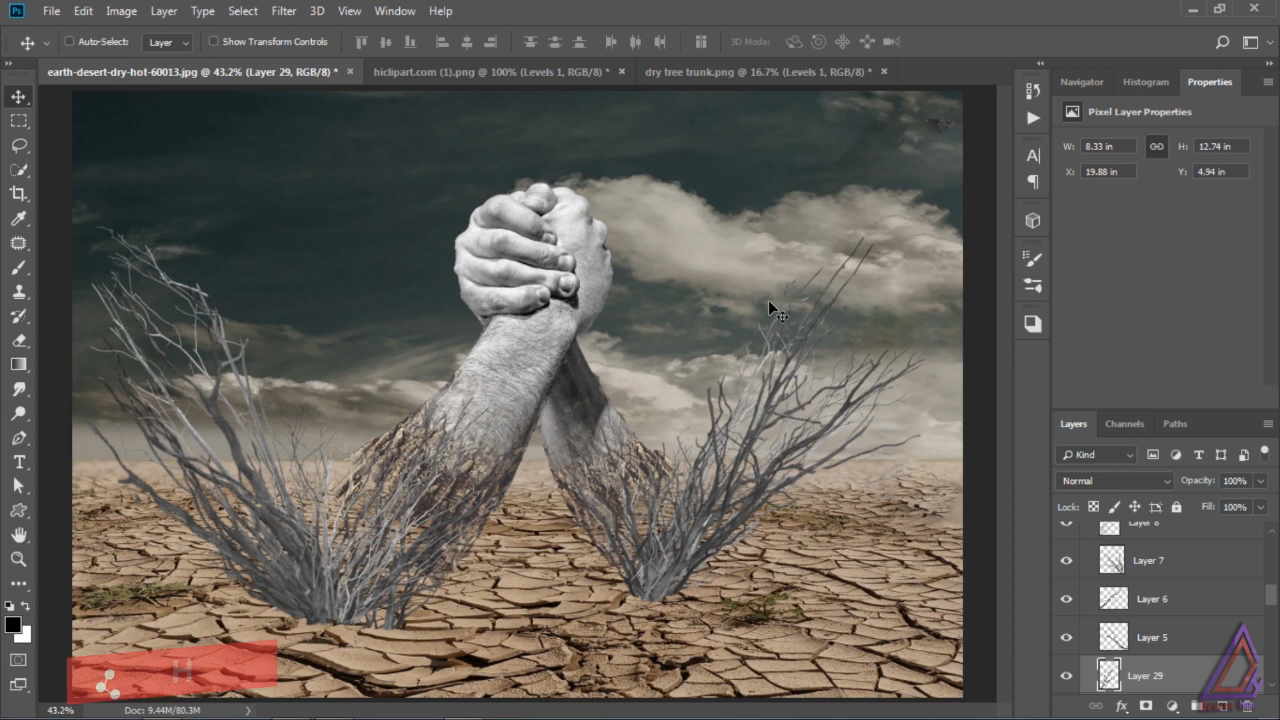 Ps File Edit Image Layer Type Select Filter 3D View Window Help
Auto-Select: Layer Show Transform Controls 3D Mode:
earth-desert-dry-hot-60013.jpg @ 43.2% (Layer 29, RGB/8) * hiclipart.com (1).png @ 100% (Levels 1, RGB/8) * dry tree trunk.png @ 16.7% (Levels 1, RGB/8) *
Navigator Histogram Properties
Pixel Layer Properties
W: 8.33 in H: 12.74 in
X: 19.88 in Y: 4.94 in
Layers Channels Paths
Kind
Normal Opacity: 100%
Lock: Fill: 100%
Layer 8
Layer 7
Layer 6
Layer 5
Layer 29
H
43.2% Doc: 9.44M/80.3M